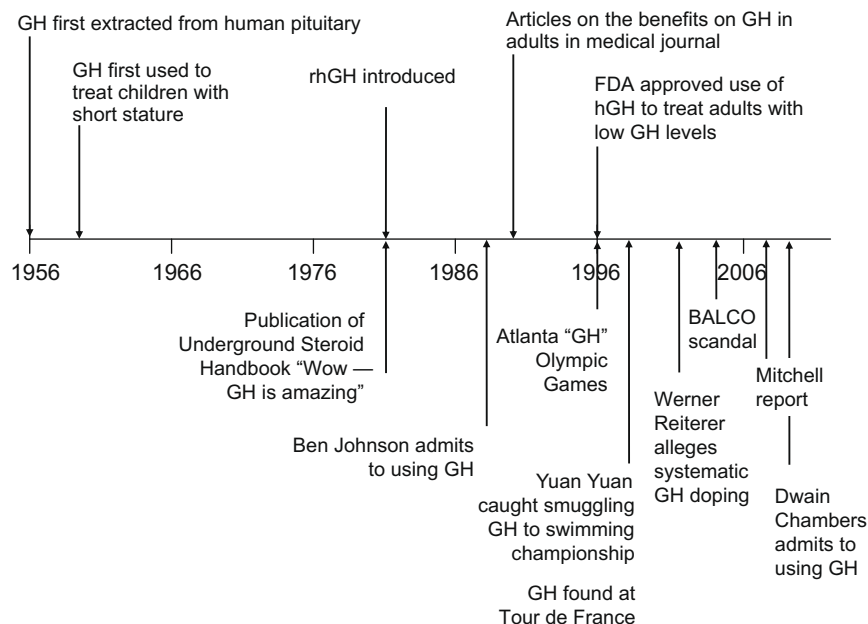 GH first extracted from human pituitary
GH first used to
treat children with
short stature
rhGH introduced
Articles on the benefits on GH in
adults in medical journal
FDA approved use of
hGH to treat adults with
low GH levels
1956
1966
1976
1986
1996
2006
Publication of
Underground Steroid
Handbook “Wow —
GH is amazing”
Ben Johnson admits
to using GH
Atlanta “GH”
Olympic
Games
Yuan Yuan
caught smuggling
GH to swimming
championship
GH found at
Tour de France
Werner
Reiterer
alleges
systematic
GH doping
BALCO
scandal
Mitchell
report
Dwain
Chambers
admits to
using GH